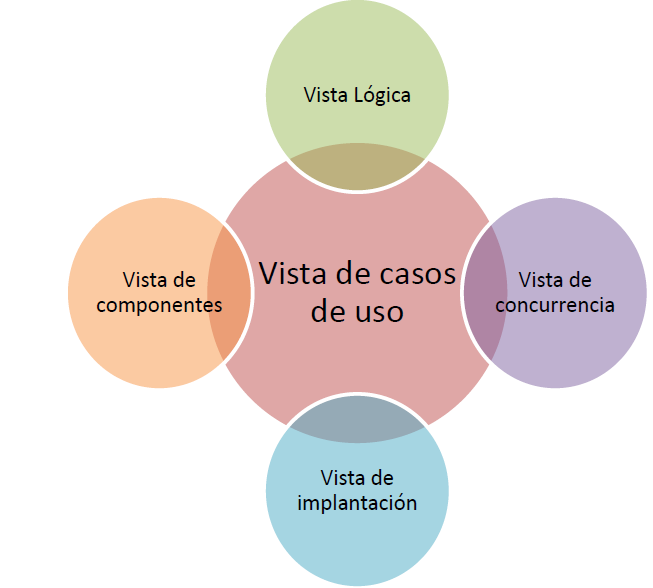 Vista Lógica
Vista de casos
de uso
Vista de
componentes
Vista de
concurrencia
Vista de
implantación